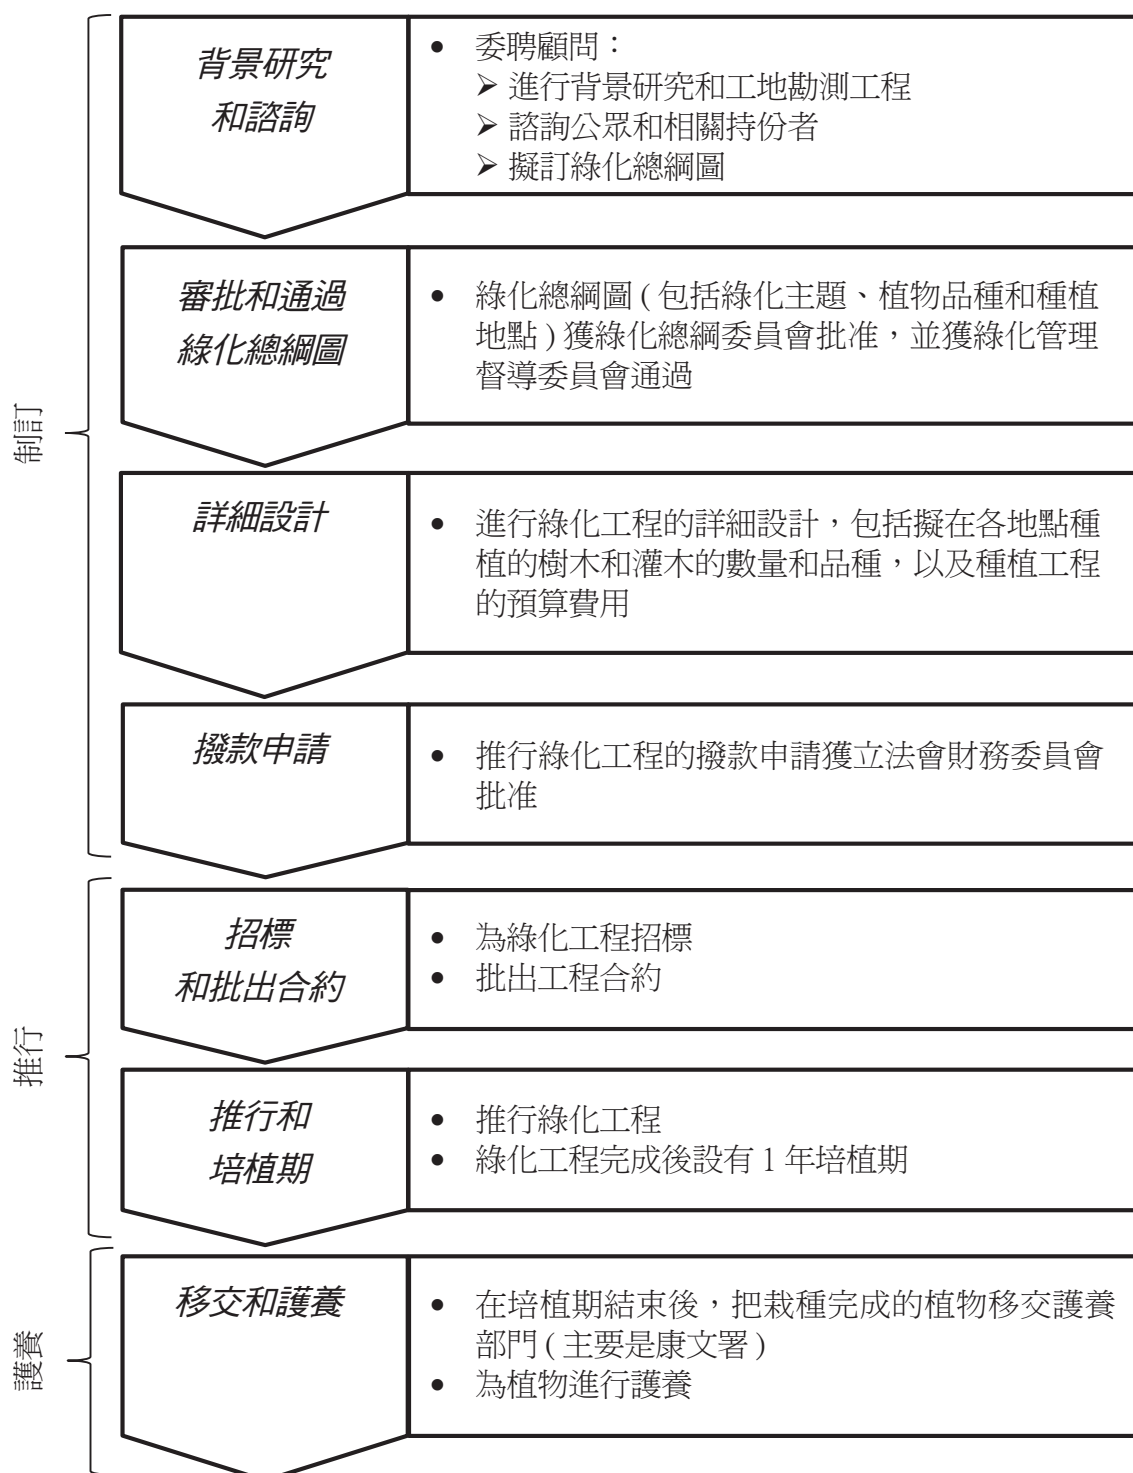 制訂
背景研究
和諮詢
• 委聘顧問：
➢ 進行背景研究和工地勘測工程
➢ 諮詢公眾和相關持份者
➢ 擬訂綠化總綱圖
審批和通過
綠化總綱圖
• 綠化總綱圖(包括綠化主題、植物品種和種植
地點)獲綠化總綱委員會批准，並獲綠化管理
督導委員會通過
詳細設計
• 進行綠化工程的詳細設計，包括擬在各地點種
植的樹木和灌木的數量和品種，以及種植工程
的預算費用
撥款申請
• 推行綠化工程的撥款申請獲立法會財務委員會
批准
推行
招標
和批出合約
• 為綠化工程招標
• 批出工程合約
推行和
培植期
• 推行綠化工程
• 綠化工程完成後設有 1 年培植期
護養
移交和護養
• 在培植期結束後，把栽種完成的植物移交護養
部門(主要是康文署)
• 為植物進行護養